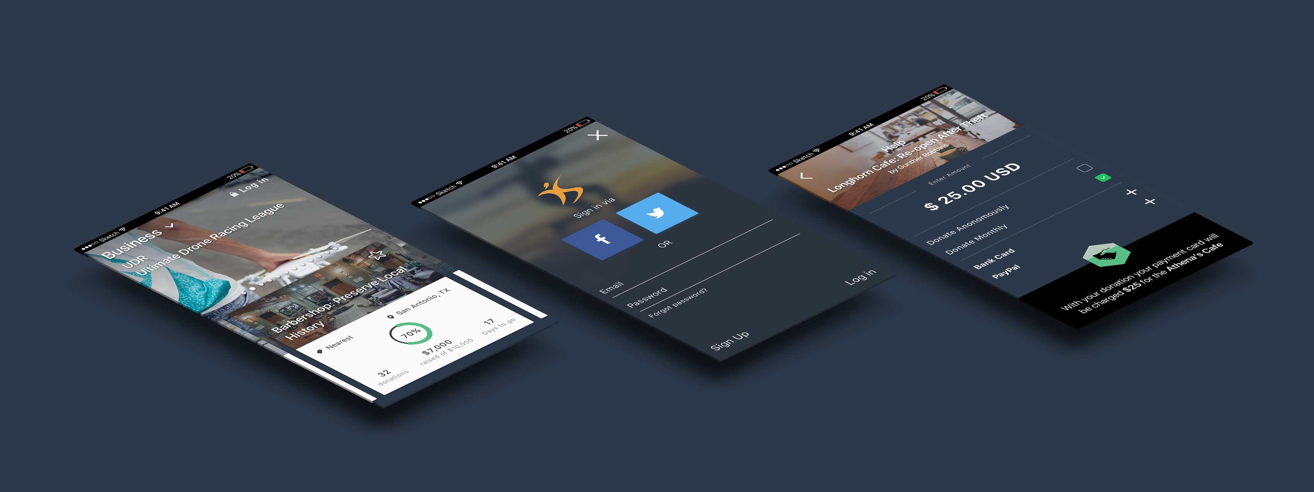 Sketch
9:41 AM
20%
Business
Log in
UDR
Ultimate Drone Racing League
Barbershop: Preserve Local
History
Nearest
San Antonio, TX
70%
32
donations
$7,000
raised of $10,000
17
Days to go
Sketch
9:41 AM
20%
Sign in via
OR
Email
Password
Forgot password?
Log in
Sign Up
Sketch
9:41 AM
20%
Help
Longhorn Cafe: Re-open After Theft
by Gunther
Enter Amount
$ 25.00 USD
Donate Anonomously
Donate Monthly
Bank Card
PayPal
With your donation your payment card will
be charged $25 for the Athena's Cafe